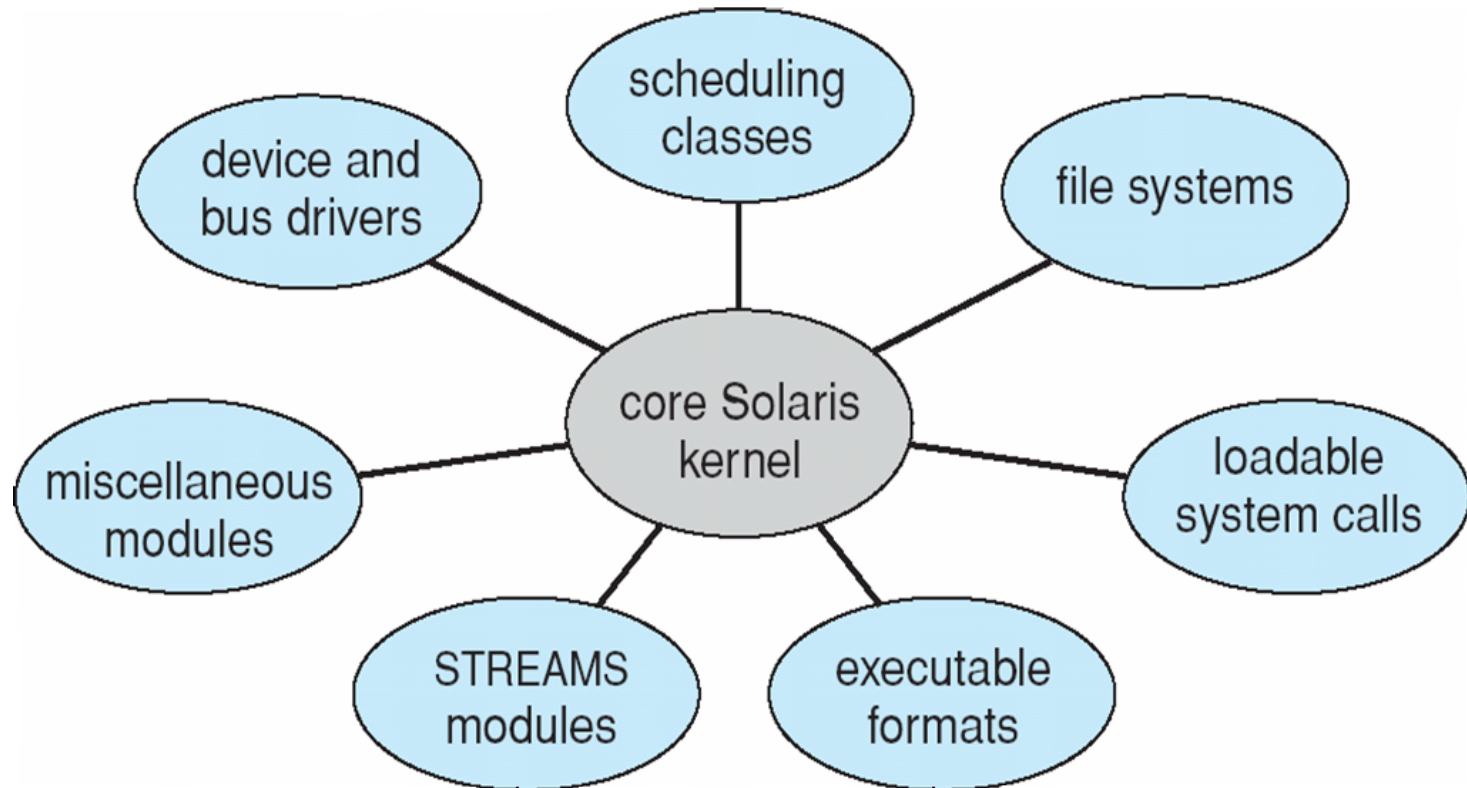 scheduling
classes
device and
bus drivers
file systems
core Solaris
kernel
loadable
system calls
miscellaneous
modules
STREAMS
modules
executable
formats